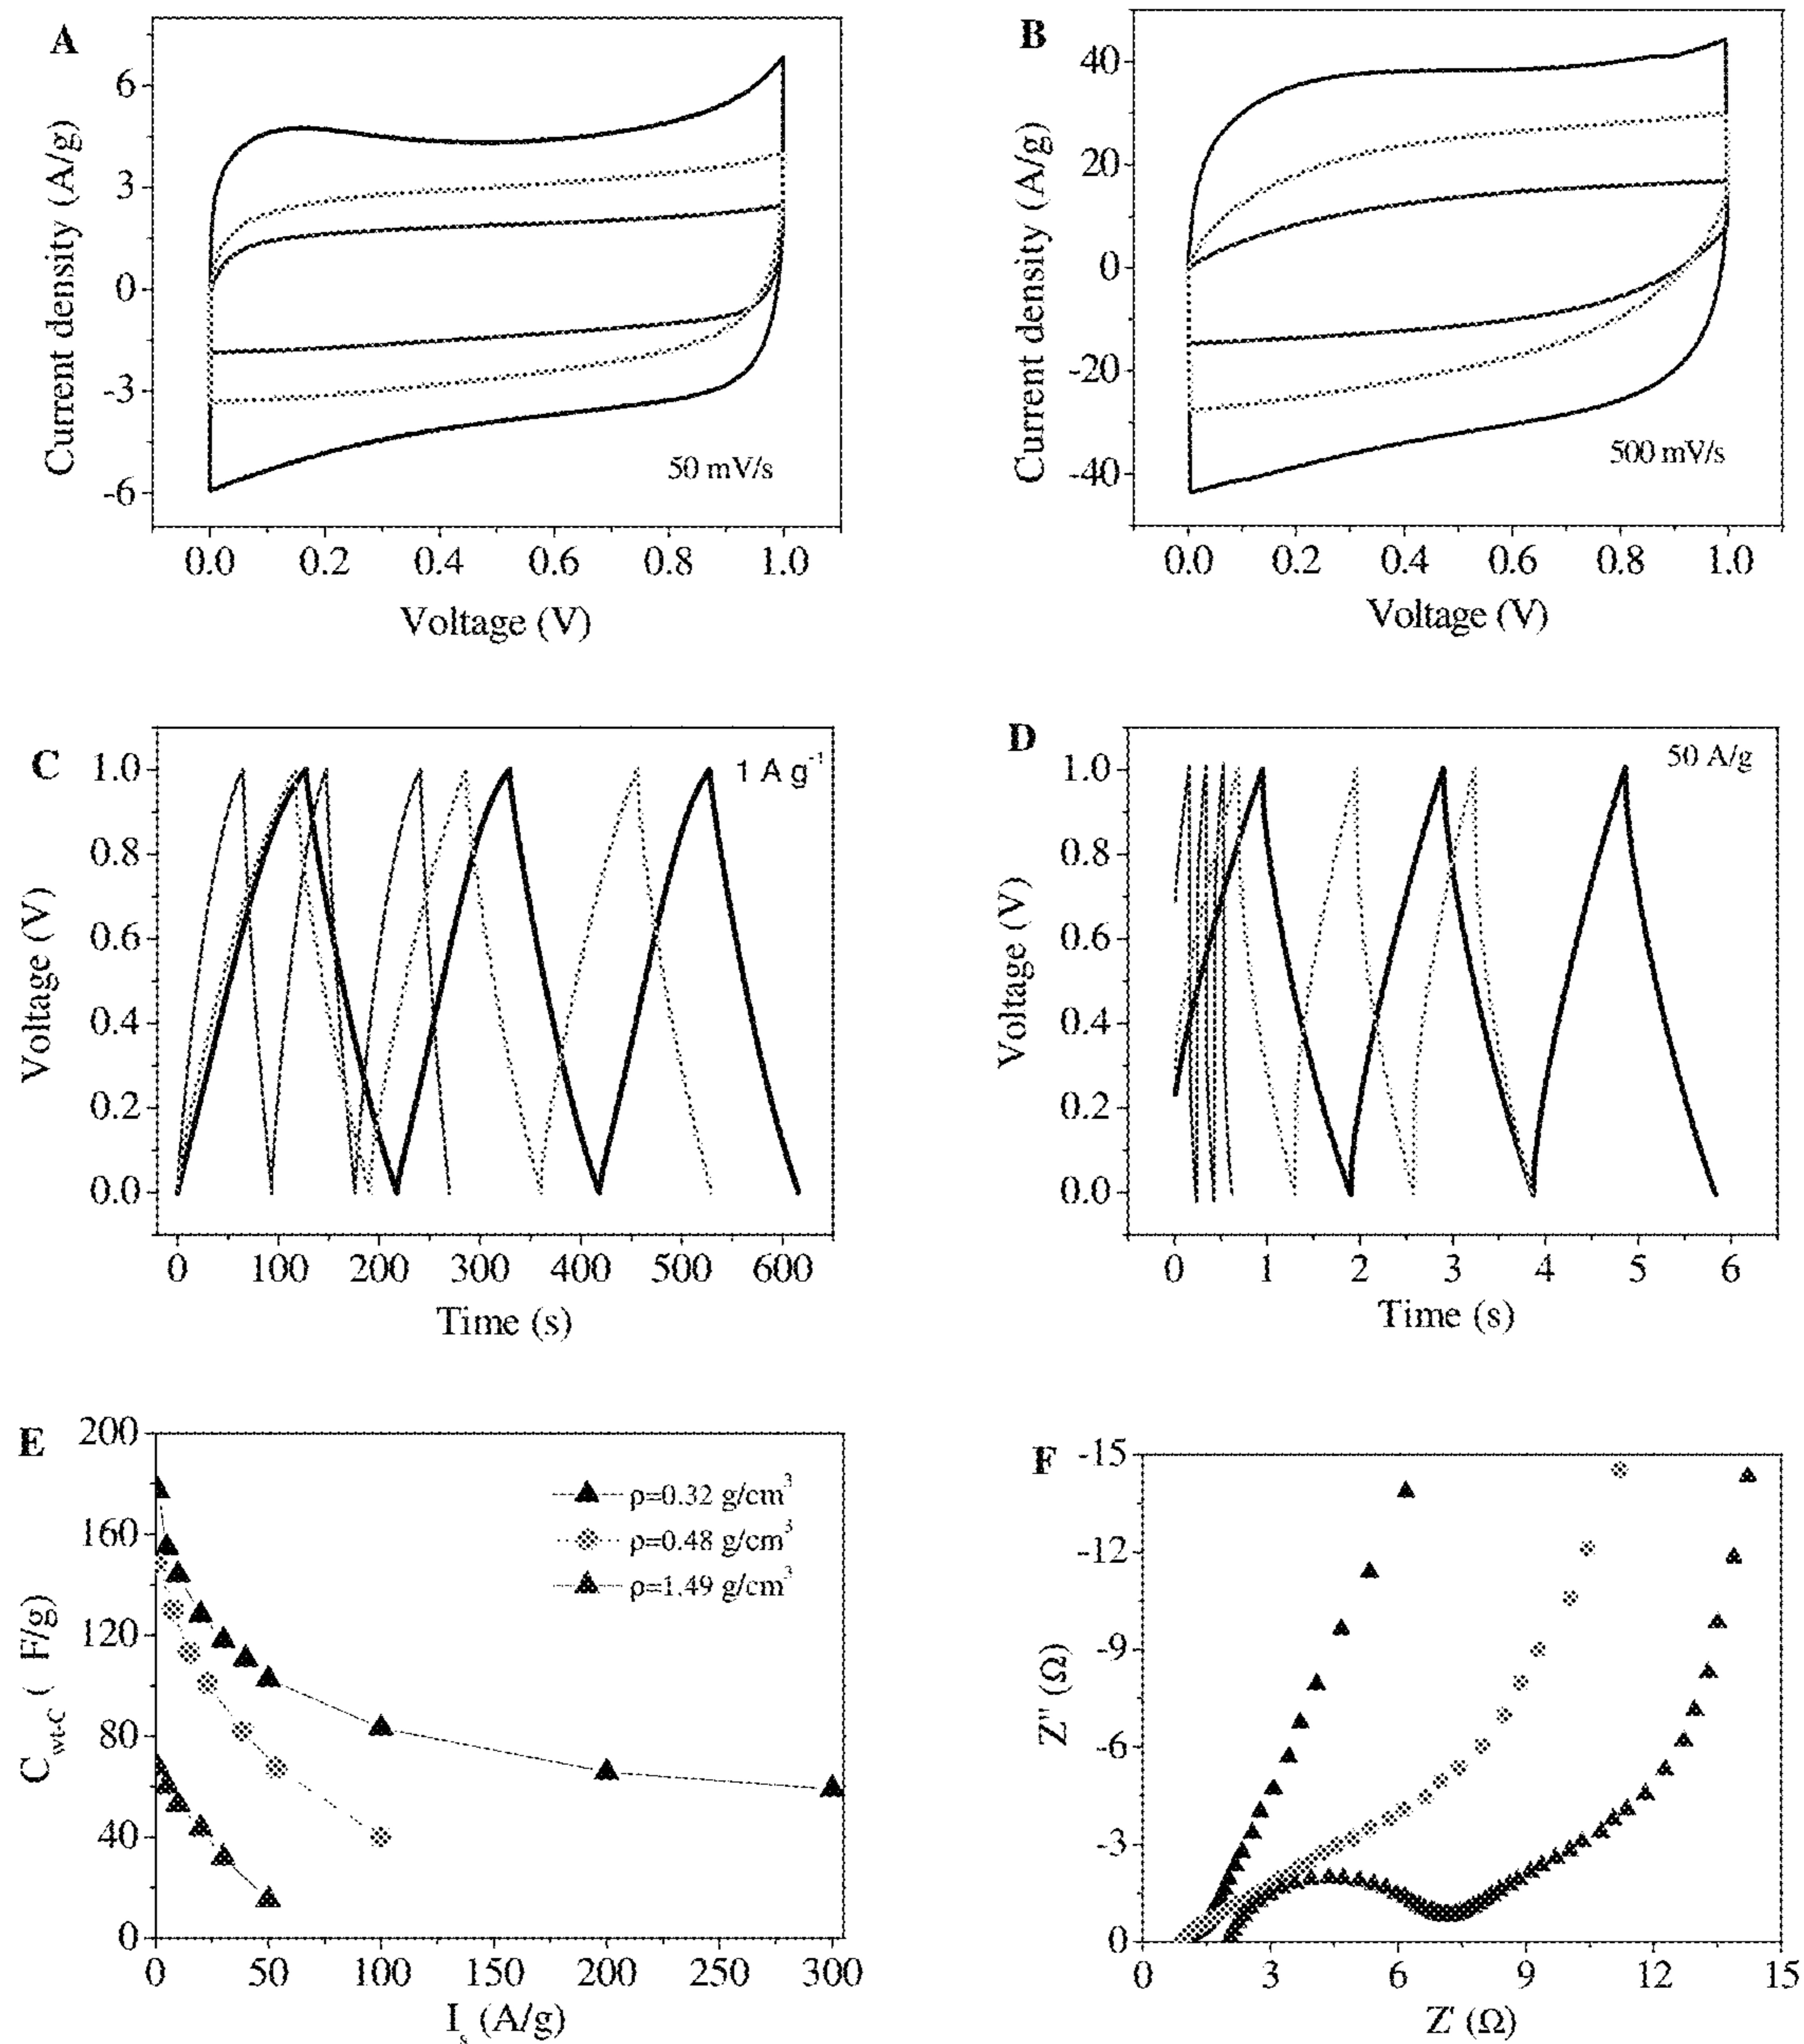 A
B
Current density (A/g)
6
3
0
-3
-6
50 mV/s
0.0 0.2 0.4 0.6 0.8 1.0
Voltage (V)
Current density (A/g)
40
20
0
-20
-40
500 mV/s
0.0 0.2 0.4 0.6 0.8 1.0
Voltage (V)
C
1 A g⁻¹
Voltage (V)
1.0
0.8
0.6
0.4
0.2
0.0
0 100 200 300 400 500 600
Time (s)
D
50 A/g
Voltage (V)
1.0
0.8
0.6
0.4
0.2
0.0
0 1 2 3 4 5 6
Time (s)
E
C_wt-C ( F/g)
200
160
120
80
40
0
ρ=0.32 g/cm³
ρ=0.48 g/cm³
ρ=1.49 g/cm³
0 50 100 150 200 250 300
I_s (A/g)
F
Z'' (Ω)
-15
-12
-9
-6
-3
0
0 3 6 9 12 15
Z' (Ω)